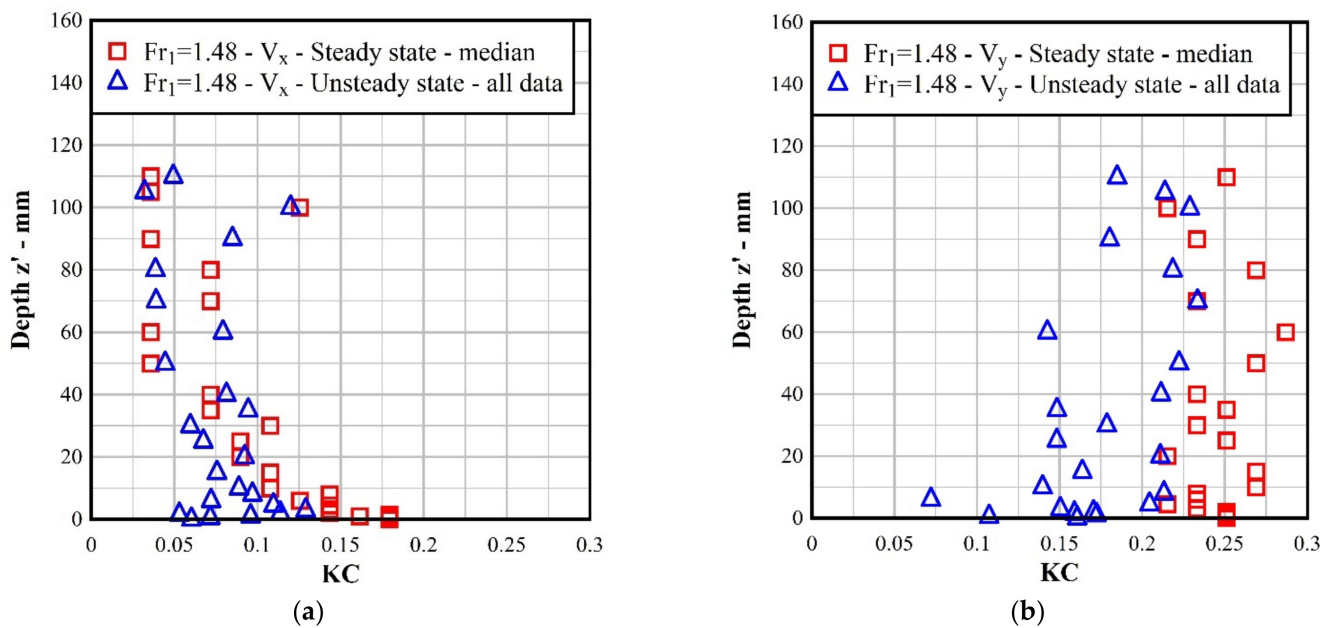 160
Fr1=1.48 - Vx - Steady state - median
Fr1=1.48 - Vx - Unsteady state - all data
140
120
100
80
60
40
20
0
Depth z' - mm
0 0.05 0.1 0.15 0.2 0.25 0.3
KC
(a)
160
Fr1=1.48 - Vy - Steady state - median
Fr1=1.48 - Vy - Unsteady state - all data
140
120
100
80
60
40
20
0
Depth z' - mm
0 0.05 0.1 0.15 0.2 0.25 0.3
KC
(b)